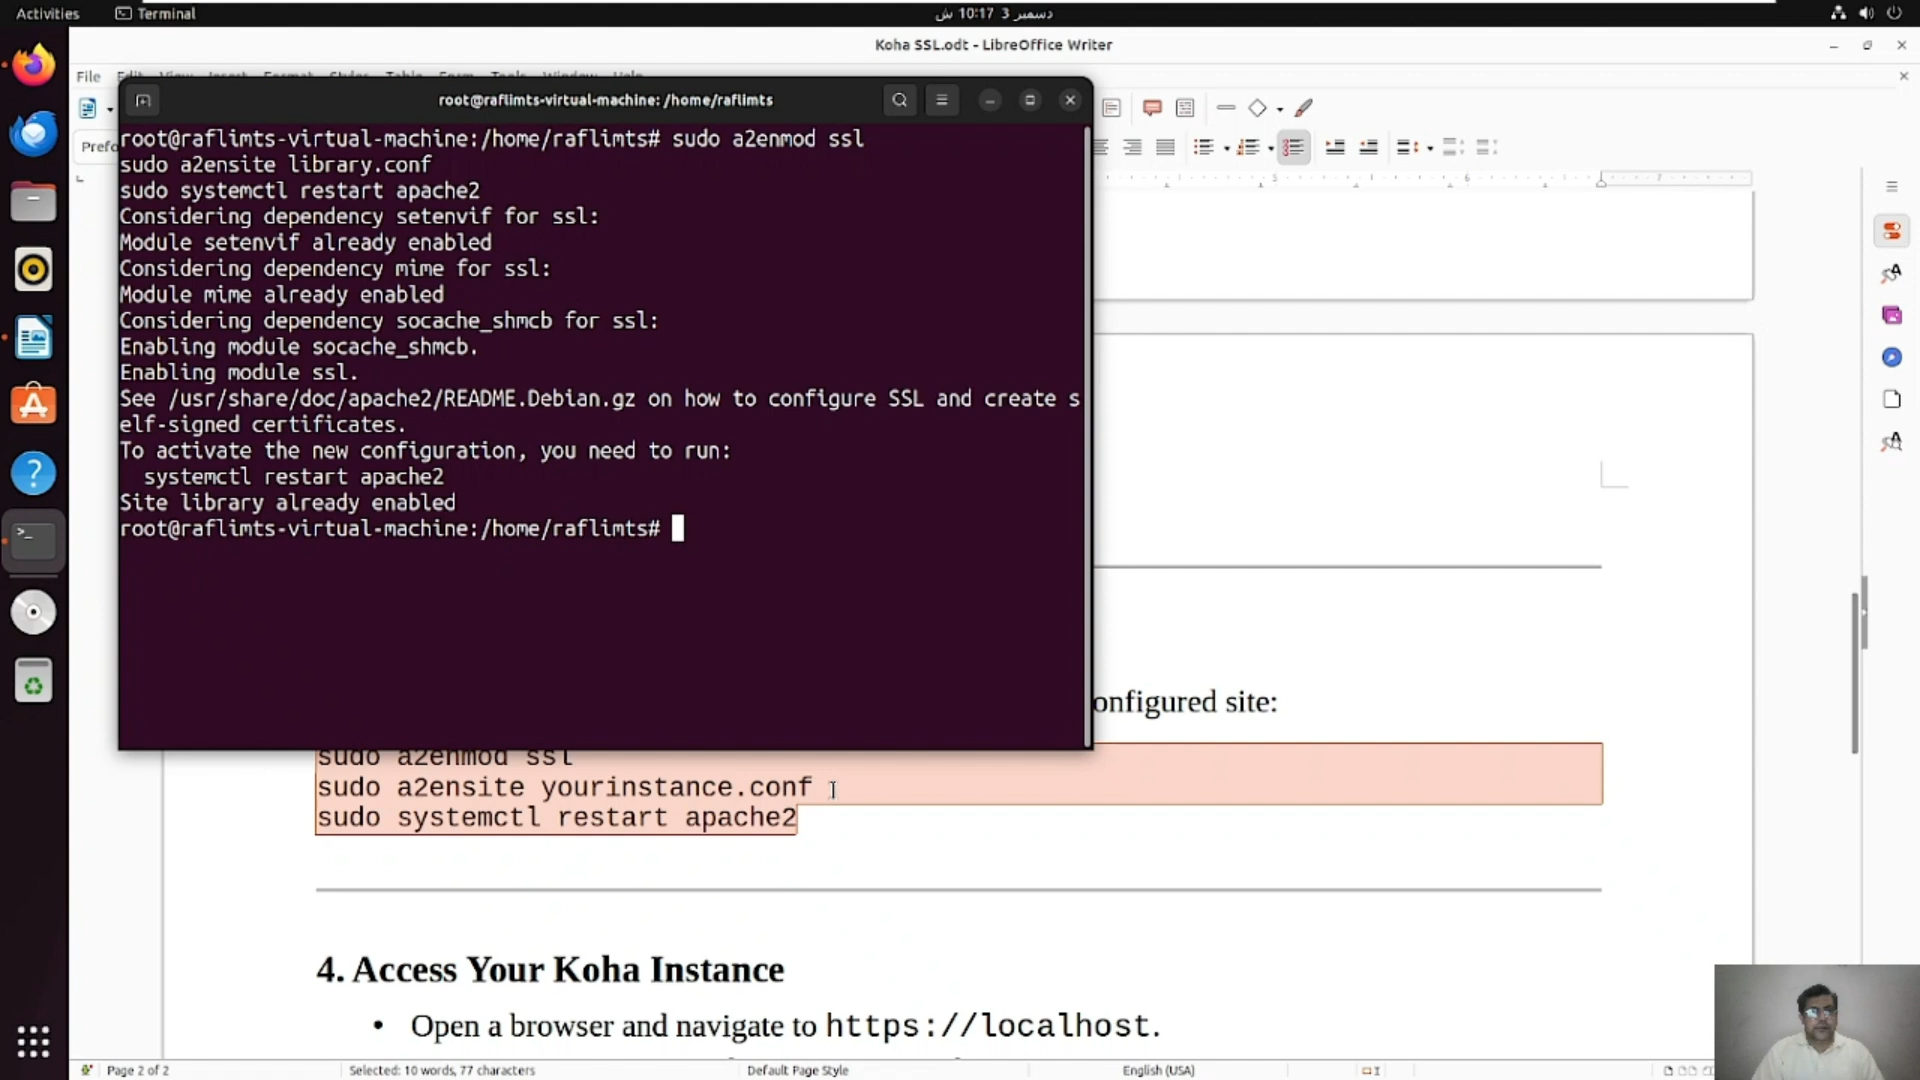 Activities
Terminal
دسمبر 3 10:17 ش
Koha SSL.odt - LibreOffice Writer
File
root@raflimts-virtual-machine: /home/raflimts
root@raflimts-virtual-machine:/home/raflimts# sudo a2enmod ssl
sudo a2ensite library.conf
sudo systemctl restart apache2
Considering dependency setenvif for ssl:
Module setenvif already enabled
Considering dependency mime for ssl:
Module mime already enabled
Considering dependency socache_shmcb for ssl:
Enabling module socache_shmcb.
Enabling module ssl.
See /usr/share/doc/apache2/README.Debian.gz on how to configure SSL and create s
elf-signed certificates.
To activate the new configuration, you need to run:
systemctl restart apache2
Site library already enabled
root@raflimts-virtual-machine:/home/raflimts#
onfigured site:
sudo a2enmod ssl
sudo a2ensite yourinstance.conf
sudo systemctl restart apache2
4. Access Your Koha Instance
• Open a browser and navigate to https://localhost.
Page 2 of 2
Selected: 10 words, 77 characters
Default Page Style
English (USA)